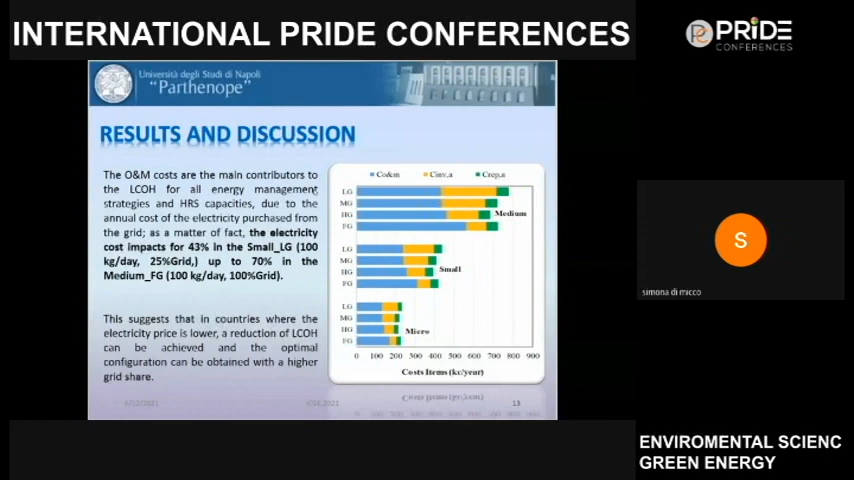 INTERNATIONAL PRIDE CONFERENCES
PRIDE
CONFERENCES
Università degli Studi di Napoli
"Parthenope"
RESULTS AND DISCUSSION
The O&M costs are the main contributors to
the LCOH for all energy management
strategies and HRS capacities, due to the
annual cost of the electricity purchased from
the grid; as a matter of fact, the electricity
cost impacts for 43% in the Small_LG (100
kg/day, 25%Grid,) up to 70% in the
Medium_FG (100 kg/day, 100%Grid).
This suggests that in countries where the
electricity price is lower, a reduction of LCOH
can be achieved and the optimal
configuration can be obtained with a higher
grid share.
Co&m Cinv,a Crep,a
LG
MG
HG
FG
Medium
LG
MG
HG
FG
Small
LG
MG
HG
FG
Micro
0 100 200 300 400 500 600 700 800 900
Costs Items (k€/year)
13
S
simona di micco
ENVIROMENTAL SCIENC
GREEN ENERGY